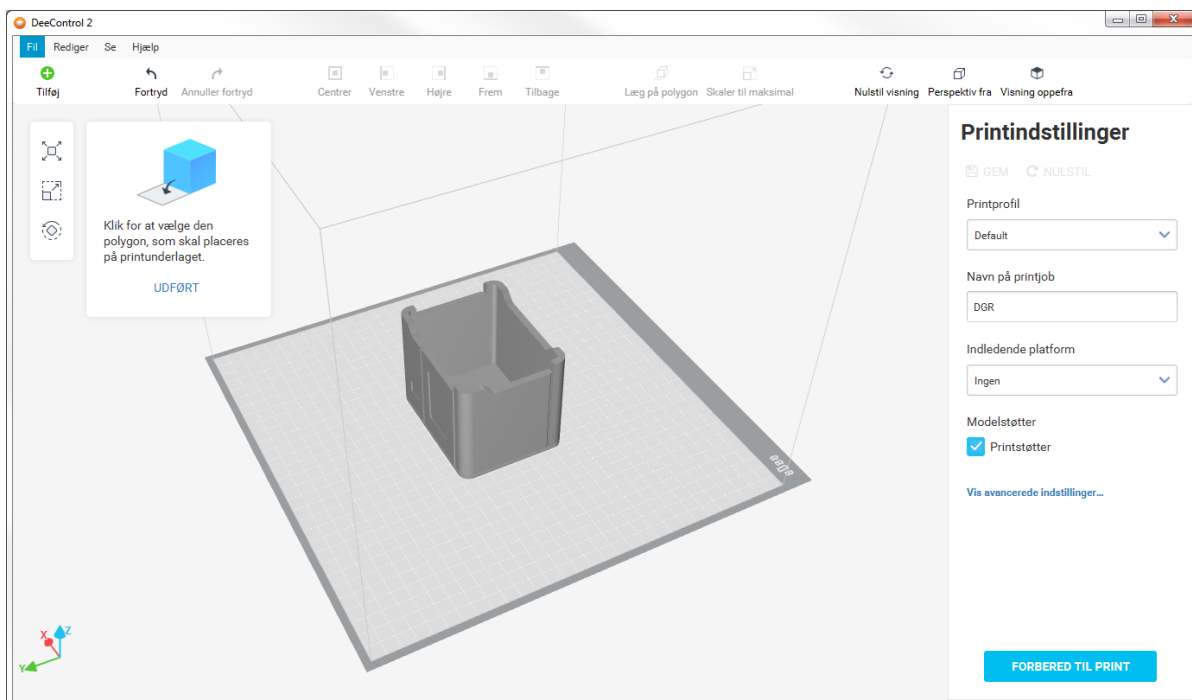 DeeControl 2
Fil Rediger Se Hjælp
Tilføj Fortryd Annuller fortryd Centrer Venstre Højre Frem Tilbage Læg på polygon Skaler til maksimal Nulstil visning Perspektiv fra Visning oppefra
Klik for at vælge den
polygon, som skal placeres
på printunderlaget.
UDFØRT
Printindstillinger
GEM NULSTIL
Printprofil
Default
Navn på printjob
DGR
Indledende platform
Ingen
Modelstøtter
Printstøtter
Vis avancerede indstillinger...
FORBERED TIL PRINT
X Z
Y